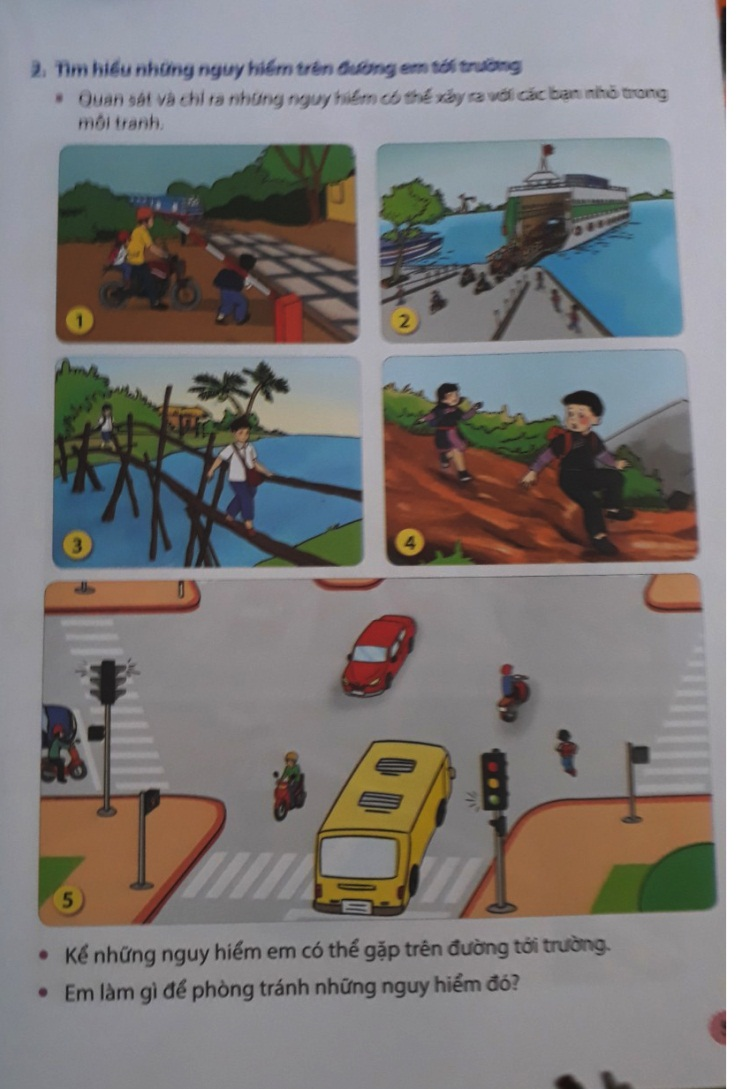 2. Tìm hiểu những nguy hiểm trên đường em tới trường
Quan sát và chỉ ra những nguy hiểm có thể xảy ra với các bạn nhỏ trong
mỗi tranh.
1
2
3
4
5
• Kể những nguy hiểm em có thể gặp trên đường tới trường.
• Em làm gì để phòng tránh những nguy hiểm đó?